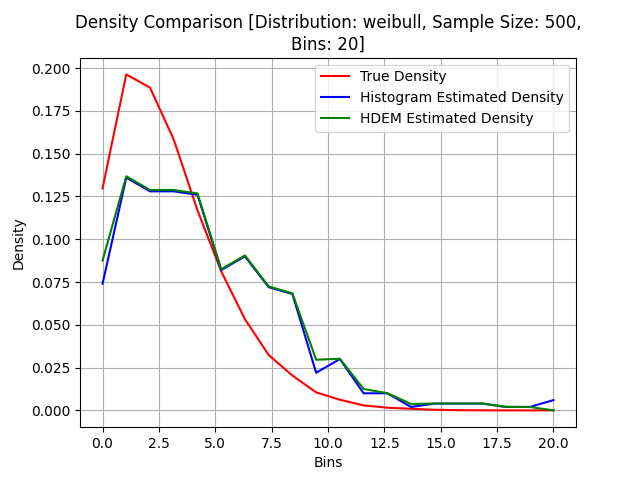 Density Comparison [Distribution: weibull, Sample Size: 500,
Bins: 20]
True Density
Histogram Estimated Density
HDEM Estimated Density
Density
0.200
0.175
0.150
0.125
0.100
0.075
0.050
0.025
0.000
0.0 2.5 5.0 7.5 10.0 12.5 15.0 17.5 20.0
Bins